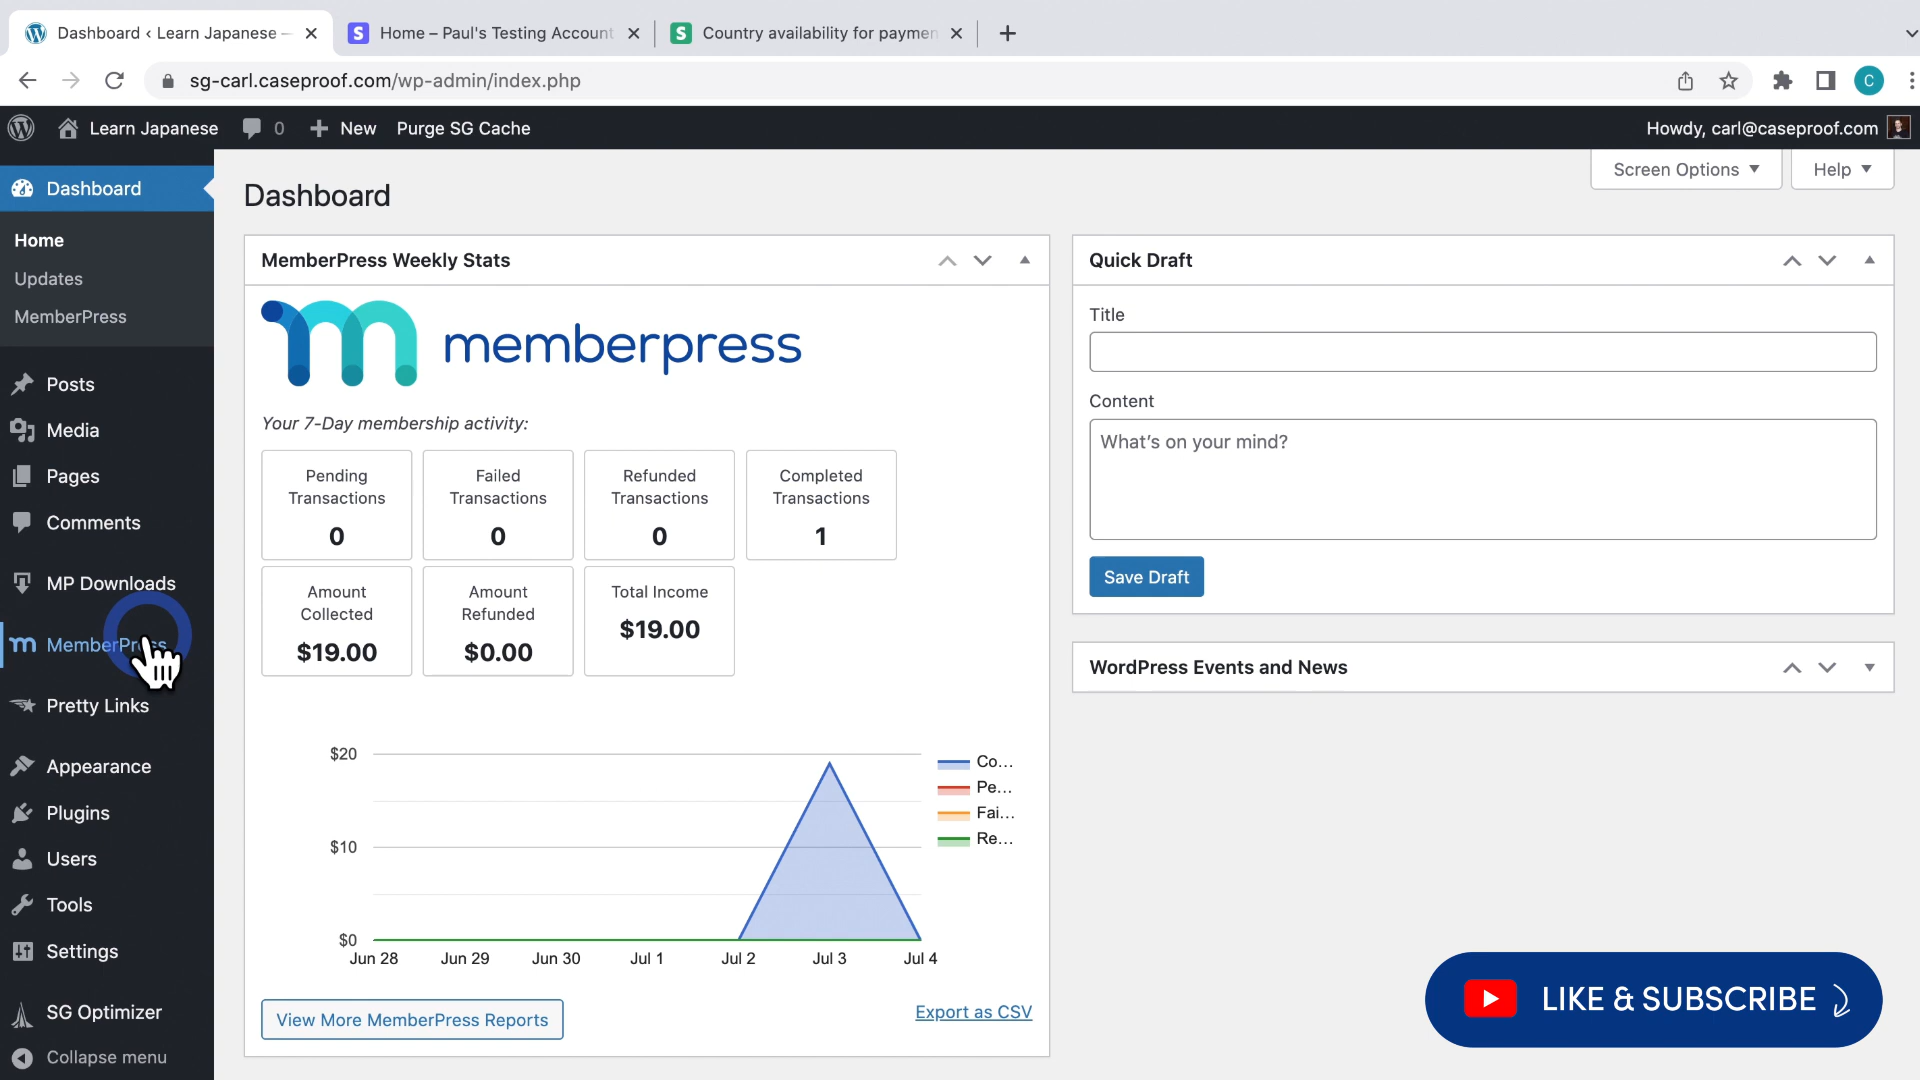 Dashboard ‹ Learn Japanese —
Home – Paul's Testing Account
Country availability for paymen
sg-carl.caseproof.com/wp-admin/index.php
C
Learn Japanese
0
New
Purge SG Cache
Howdy, carl@caseproof.com
Dashboard
Home
Updates
MemberPress
Posts
Media
Pages
Comments
MP Downloads
MemberPress
Pretty Links
Appearance
Plugins
Users
Tools
Settings
SG Optimizer
Collapse menu
Screen Options
Help
Dashboard
MemberPress Weekly Stats
memberpress
Your 7-Day membership activity:
Pending
Transactions
0
Failed
Transactions
0
Refunded
Transactions
0
Completed
Transactions
1
Amount
Collected
$19.00
Amount
Refunded
$0.00
Total Income
$19.00
$20
$10
$0
Jun 28
Jun 29
Jun 30
Jul 1
Jul 2
Jul 3
Jul 4
Co...
Pe...
Fai...
Re...
View More MemberPress Reports
Export as CSV
Quick Draft
Title
Content
What's on your mind?
Save Draft
WordPress Events and News
LIKE & SUBSCRIBE